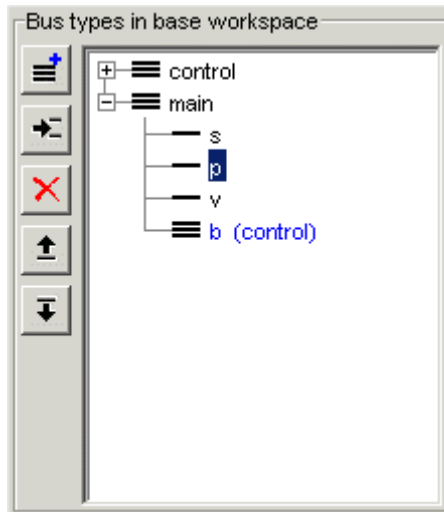 Bus types in base workspace
control
main
s
p
v
b (control)